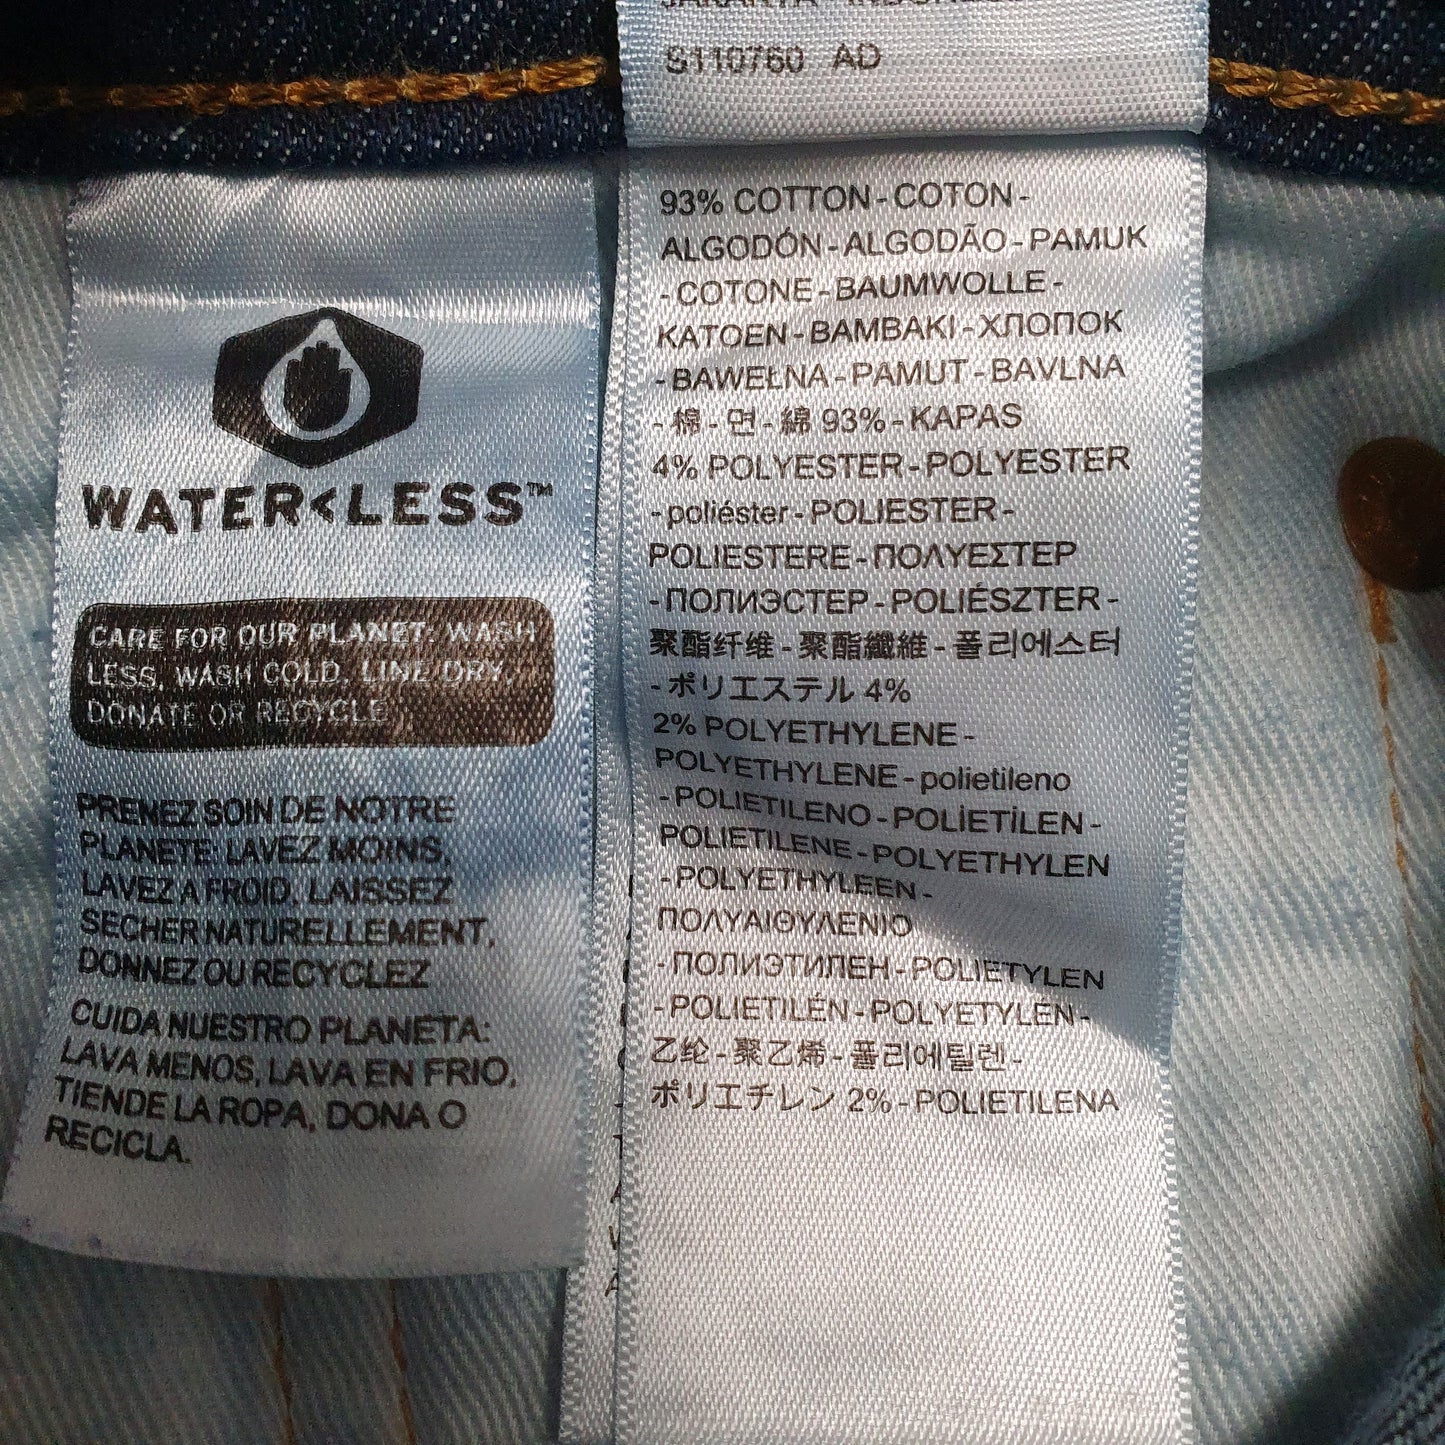 S110760 AD
WATER<LESS™
CARE FOR OUR PLANET: WASH
LESS, WASH COLD, LINE DRY,
DONATE OR RECYCLE
PRENEZ SOIN DE NOTRE
PLANETE: LAVEZ MOINS,
LAVEZ A FROID, LAISSEZ
SECHER NATURELLEMENT,
DONNEZ OU RECYCLEZ
CUIDA NUESTRO PLANETA:
LAVA MENOS, LAVA EN FRIO,
TIENDE LA ROPA, DONA O
RECICLA.
93% COTTON - COTON -
ALGODÓN - ALGODÃO - PAMUK
- COTONE - BAUMWOLLE -
KATOEN - BAMBAKI - ХЛОПОК
- BAWEŁNA - PAMUT - BAVLNA
- 棉 - 면 - 綿 93% - KAPAS
4% POLYESTER - POLYESTER
- poliéster - POLIESTER -
POLIESTERE - ΠΟΛΥΕΣΤΕΡ
- ПОЛИЭСТЕР - POLIÉSZTER -
聚酯纤维 - 聚酯纖維 - 폴리에스터
- ポリエステル 4%
2% POLYETHYLENE -
POLYETHYLENE - polietileno
- POLIETILENO - POLİETİLEN -
POLIETILENE - POLYETHYLEN
- POLYETHYLEEN -
ΠΟΛΥΑΙΘΥΛΕΝΙΟ
- ПОЛИЭТИЛЕН - POLIETYLEN
- POLIETILÉN - POLYETYLÉN -
乙纶 - 聚乙烯 - 폴리에틸렌 -
ポリエチレン 2% - POLIETILENA